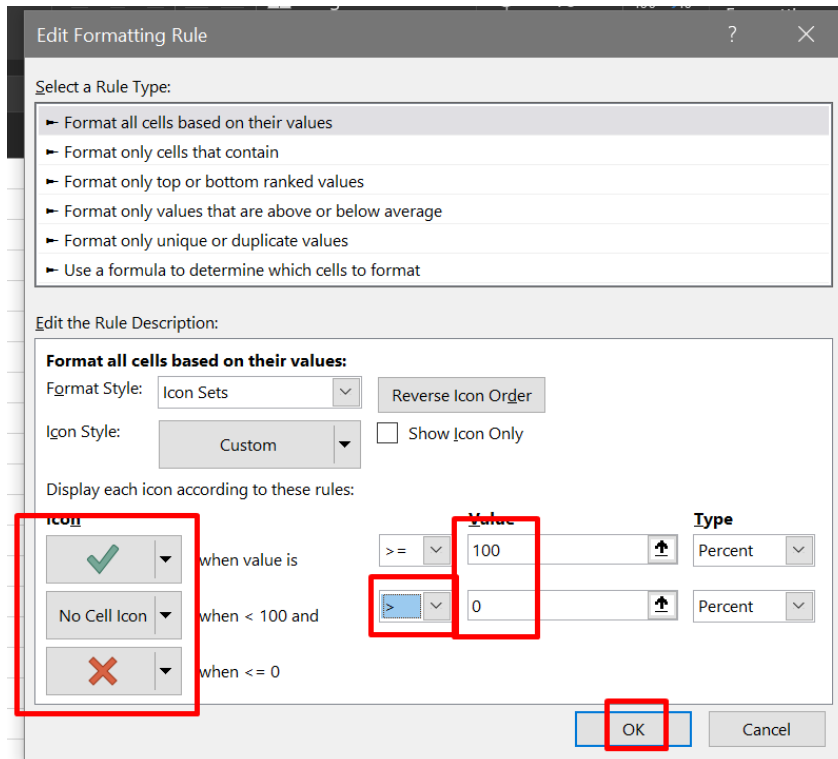 Edit Formatting Rule ?
Select a Rule Type:
► Format all cells based on their values
► Format only cells that contain
► Format only top or bottom ranked values
► Format only values that are above or below average
► Format only unique or duplicate values
► Use a formula to determine which cells to format
Edit the Rule Description:
Format all cells based on their values:
Format Style: Icon Sets Reverse Icon Order
Icon Style: Custom Show Icon Only
Display each icon according to these rules:
Icon Value Type
when value is >= 100 Percent
No Cell Icon when < 100 and > 0 Percent
when <= 0
OK Cancel